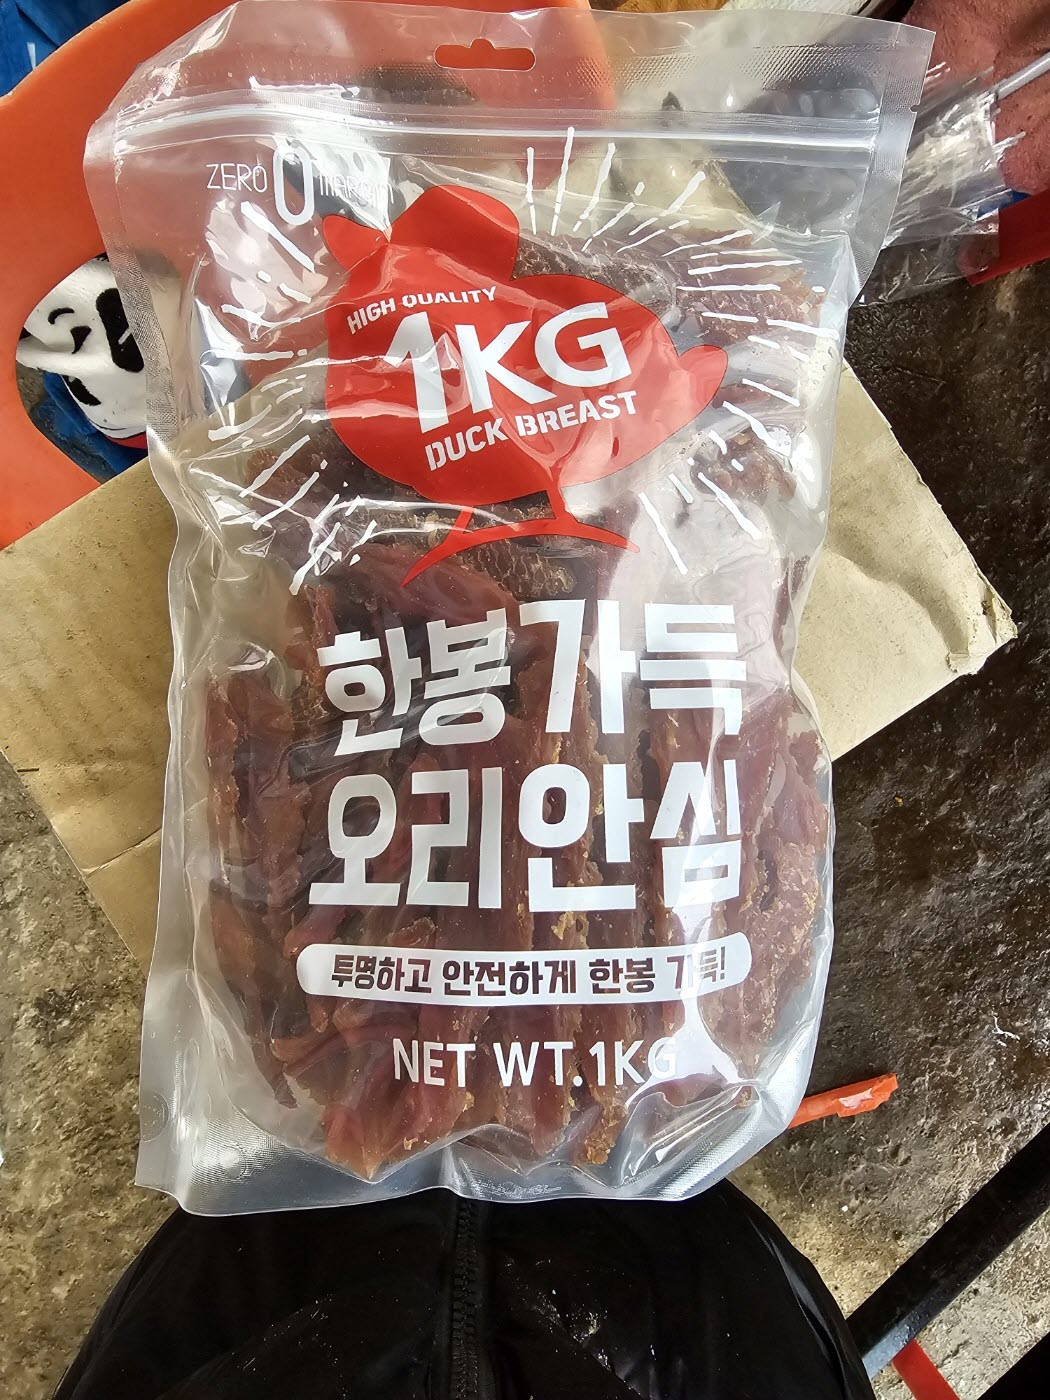 ZERO 0 MARGIN
HIGH QUALITY
1KG
DUCK BREAST
한봉가득
오리안심
투명하고 안전하게 한봉 가득!
NET WT.1KG